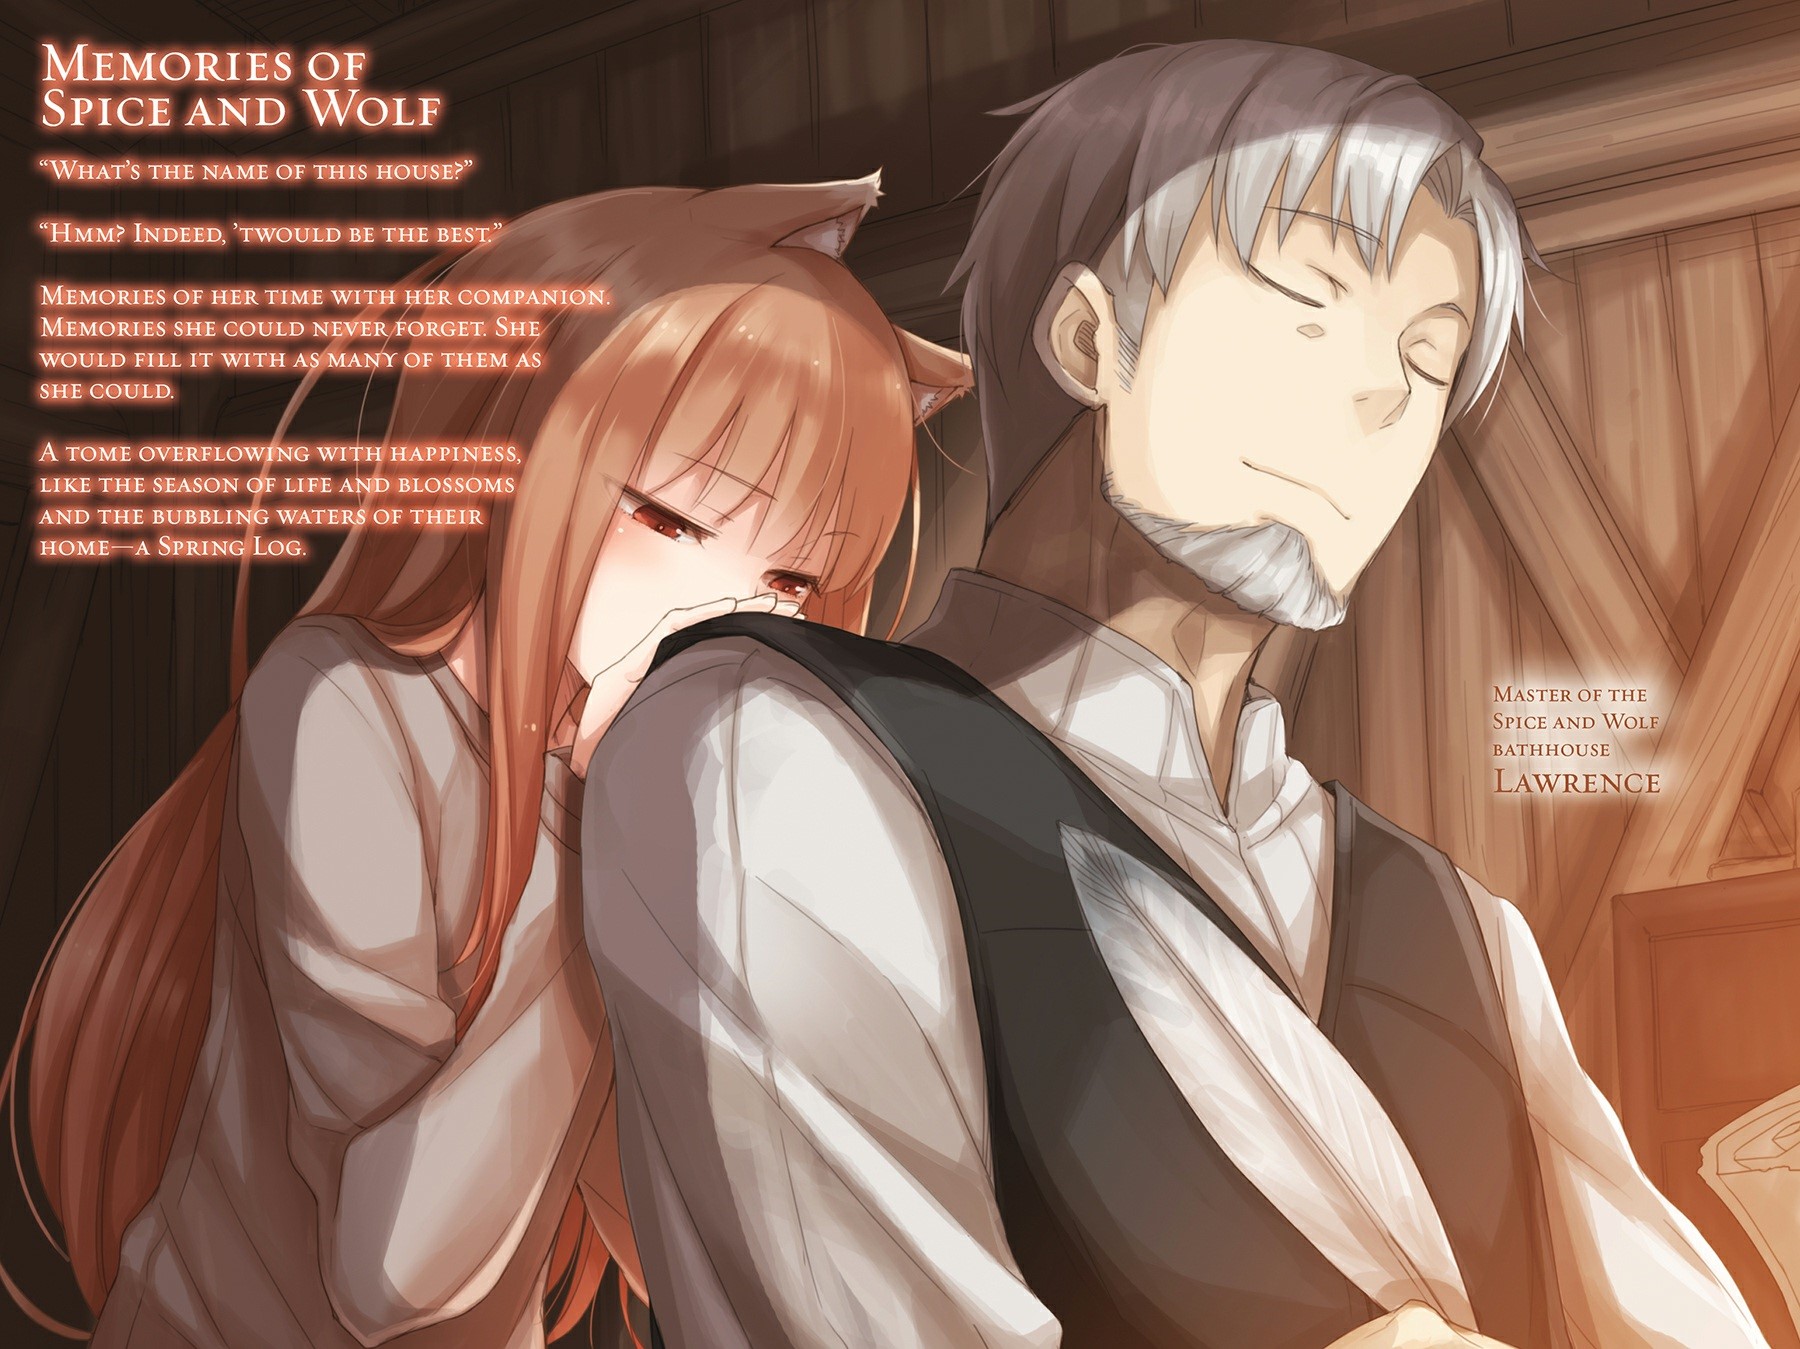 Memories of
Spice and Wolf
“What’s the name of this house?”
“Hmm? Indeed, ’twould be the best.”
Memories of her time with her companion.
Memories she could never forget. She
would fill it with as many of them as
she could.
A tome overflowing with happiness,
like the season of life and blossoms
and the bubbling waters of their
home—a Spring Log.
Master of the
Spice and Wolf
bathhouse
Lawrence